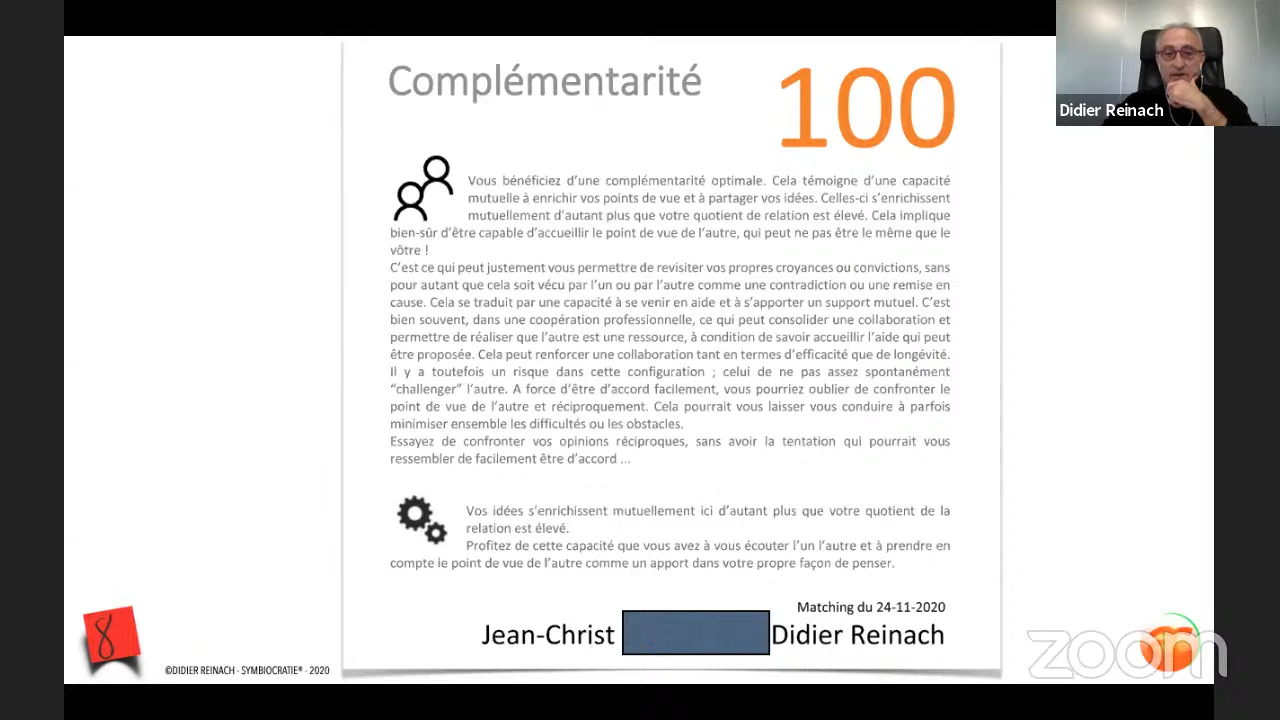 Complémentarité
100
Didier Reinach
Vous bénéficiez d’une complémentarité optimale. Cela témoigne d’une capacité
mutuelle à enrichir vos points de vue et à partager vos idées. Celles-ci s’enrichissent
mutuellement d’autant plus que votre quotient de relation est élevé. Cela implique
bien-sûr d’être capable d’accueillir le point de vue de l’autre, qui peut ne pas être le même que le
vôtre !
C’est ce qui peut justement vous permettre de revisiter vos propres croyances ou convictions, sans
pour autant que cela soit vécu par l’un ou par l’autre comme une contradiction ou une remise en
cause. Cela se traduit par une capacité à se venir en aide et à s’apporter un support mutuel. C’est
bien souvent, dans une coopération professionnelle, ce qui peut consolider une collaboration et
permettre de réaliser que l’autre est une ressource, à condition de savoir accueillir l’aide qui peut
être proposée. Cela peut renforcer une collaboration tant en termes d’efficacité que de longévité.
Il y a toutefois un risque dans cette configuration ; celui de ne pas assez spontanément
“challenger” l’autre. A force d’être d’accord facilement, vous pourriez oublier de confronter le
point de vue de l’autre et réciproquement. Cela pourrait vous laisser vous conduire à parfois
minimiser ensemble les difficultés ou les obstacles.
Essayez de confronter vos opinions réciproques, sans avoir la tentation qui pourrait vous
ressembler de facilement être d’accord ...
Vos idées s’enrichissent mutuellement ici d’autant plus que votre quotient de la
relation est élevé.
Profitez de cette capacité que vous avez à vous écouter l’un l’autre et à prendre en
compte le point de vue de l’autre comme un apport dans votre propre façon de penser.
Matching du 24-11-2020
Jean-Christ Didier Reinach
8
©DIDIER REINACH - SYMBIOCRATIE® - 2020
zoom